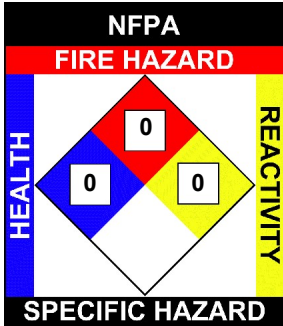 NFPA
FIRE HAZARD
HEALTH
0
0
0
REACTIVITY
SPECIFIC HAZARD